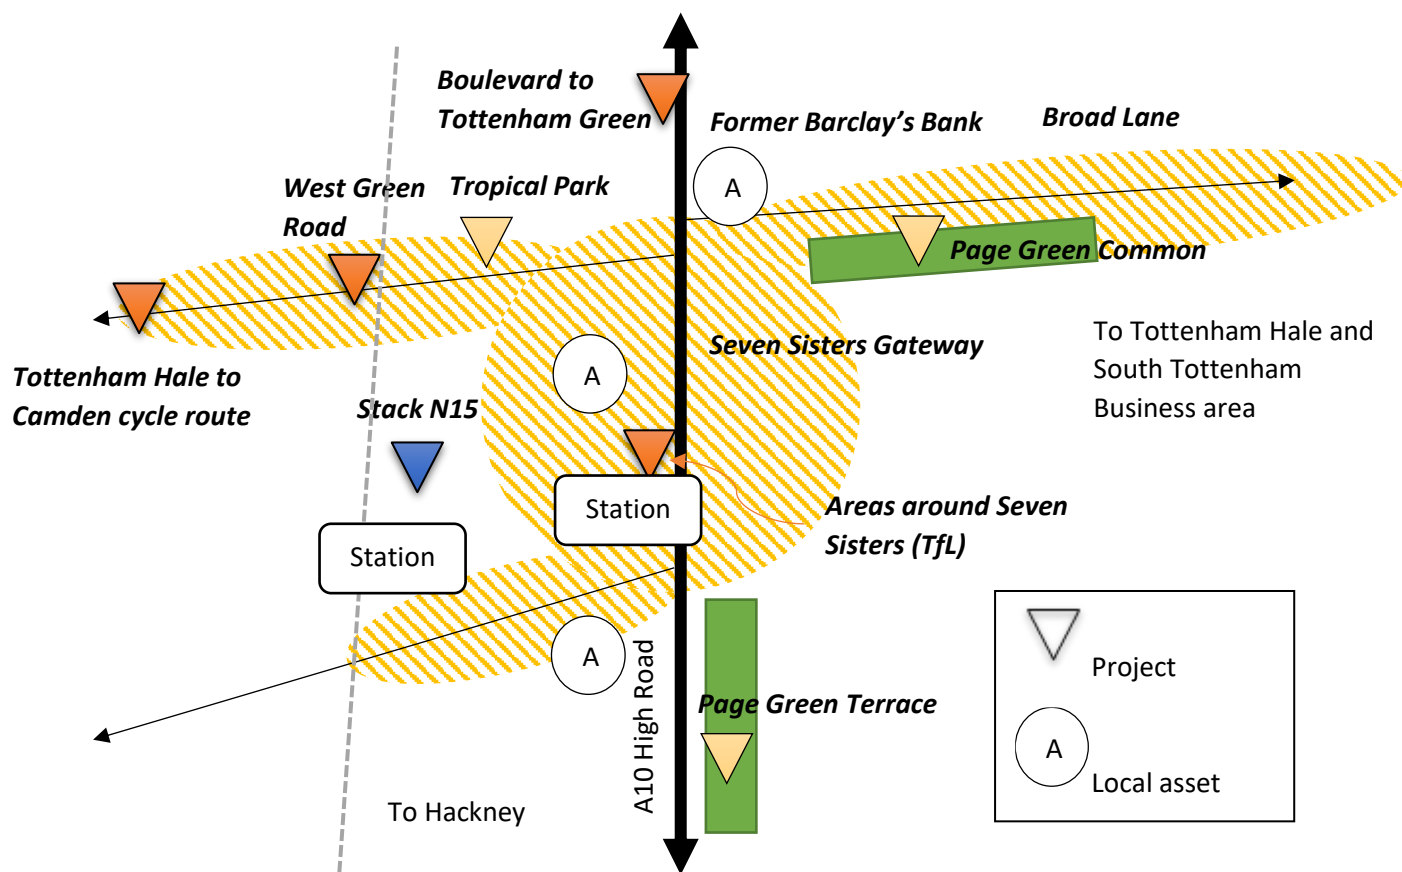 Boulevard to
Tottenham Green
Former Barclay's Bank
Broad Lane
A
West Green
Road
Tropical Park
Page Green Common
Seven Sisters Gateway
To Tottenham Hale and
South Tottenham
Business area
A
Tottenham Hale to
Camden cycle route
Stack N15
Station
Areas around Seven
Sisters (TfL)
Station
A
A10 High Road
Page Green Terrace
To Hackney
Project
A
Local asset